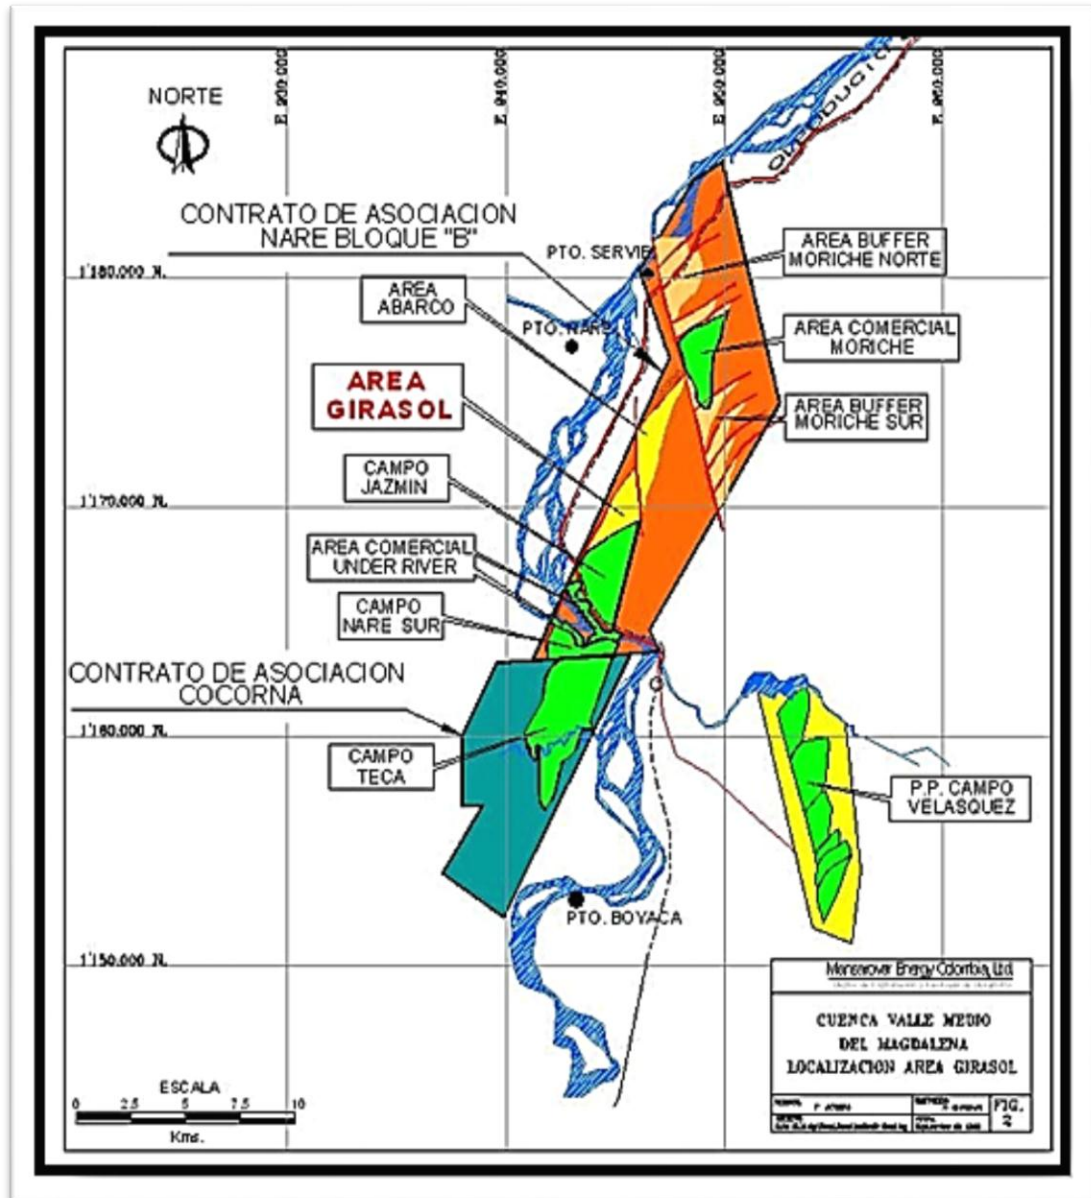 NORTE
E 930.000
E 940.000
E 950.000
E 960.000
OLEODUCTO
CONTRATO DE ASOCIACION
NARE BLOQUE "B"
PTO. SERVIE
AREA BUFFER
MORICHE NORTE
1'180.000 N.
AREA
ABARCO
PTO. NARE
AREA COMERCIAL
MORICHE
AREA
GIRASOL
AREA BUFFER
MORICHE SUR
CAMPO
JAZMIN
1'170.000 N.
AREA COMERCIAL
UNDER RIVER
CAMPO
NARE SUR
CONTRATO DE ASOCIACION
COCORNA
1'160.000 N.
CAMPO
TECA
P.P. CAMPO
VELASQUEZ
PTO. BOYACA
1'150.000 N.
Mansarovar Energy Colombia, Ltd.
CUENCA VALLE MEDIO
DEL MAGDALENA
LOCALIZACION AREA GIRASOL
FIG.
2
ESCALA
0 2.5 5 7.5 10
Kms.